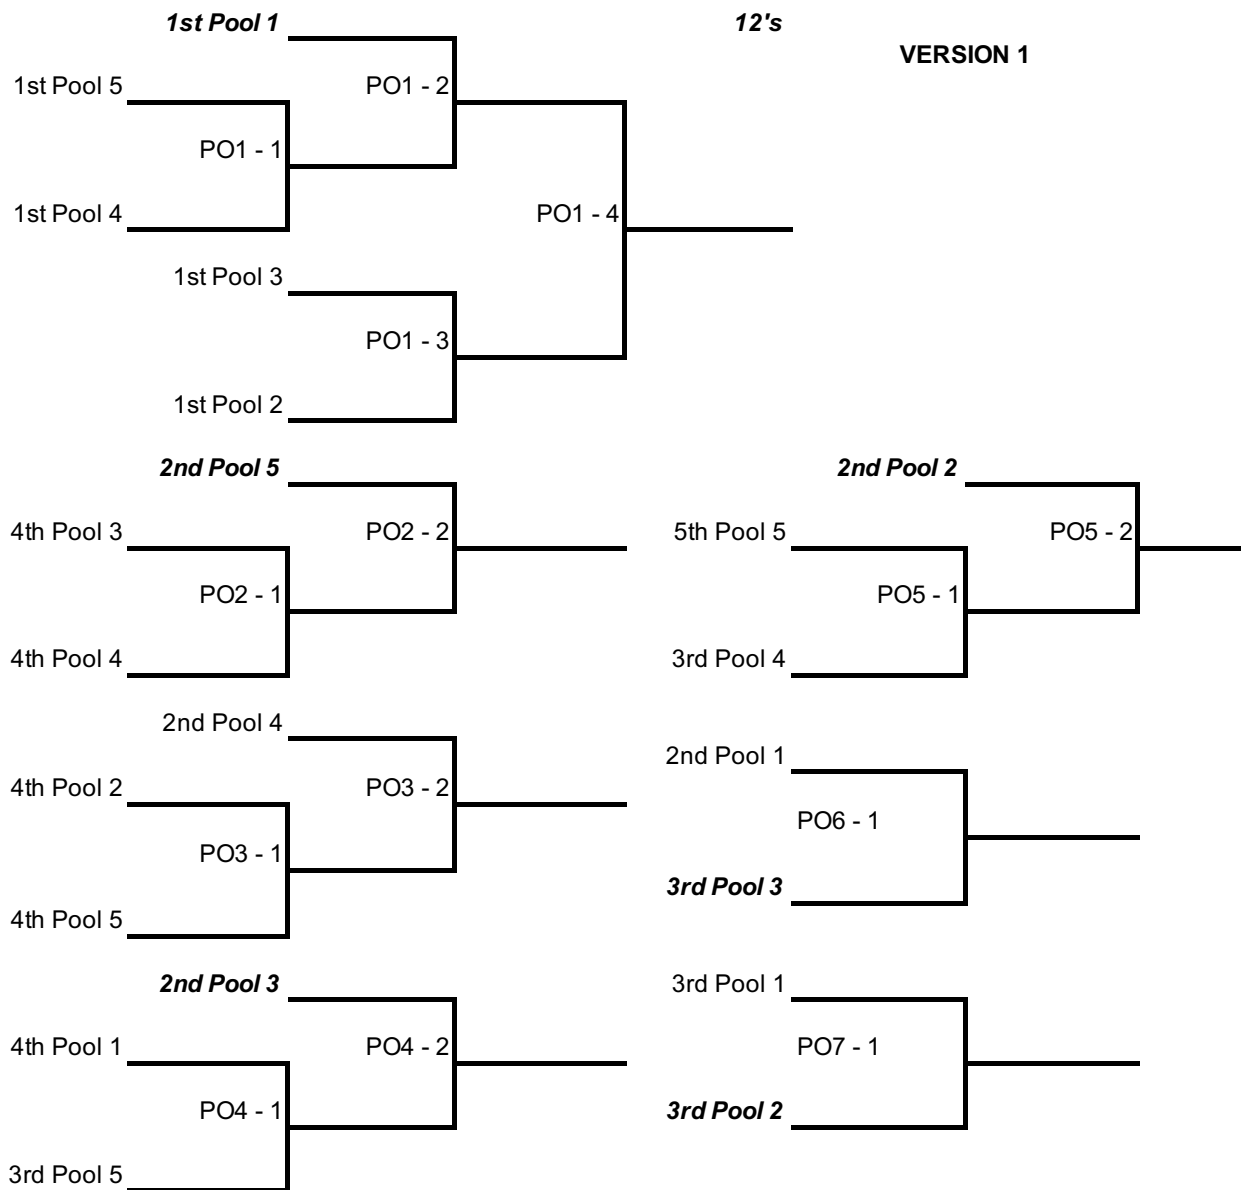 1st Pool 1
12's
VERSION 1
1st Pool 5
PO1 - 2
PO1 - 1
1st Pool 4
PO1 - 4
1st Pool 3
PO1 - 3
1st Pool 2
2nd Pool 5
2nd Pool 2
4th Pool 3
PO2 - 2
5th Pool 5
PO5 - 2
PO2 - 1
PO5 - 1
4th Pool 4
3rd Pool 4
2nd Pool 4
2nd Pool 1
4th Pool 2
PO3 - 2
PO6 - 1
PO3 - 1
3rd Pool 3
4th Pool 5
2nd Pool 3
3rd Pool 1
4th Pool 1
PO4 - 2
PO7 - 1
PO4 - 1
3rd Pool 2
3rd Pool 5